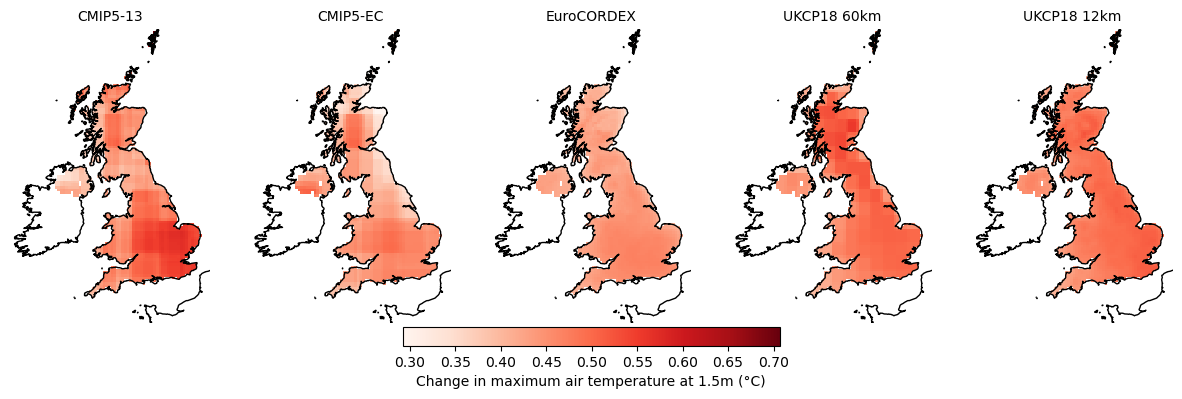 CMIP5-13 CMIP5-EC EuroCORDEX UKCP18 60km UKCP18 12km
0.30 0.35 0.40 0.45 0.50 0.55 0.60 0.65 0.70
Change in maximum air temperature at 1.5m (°C)